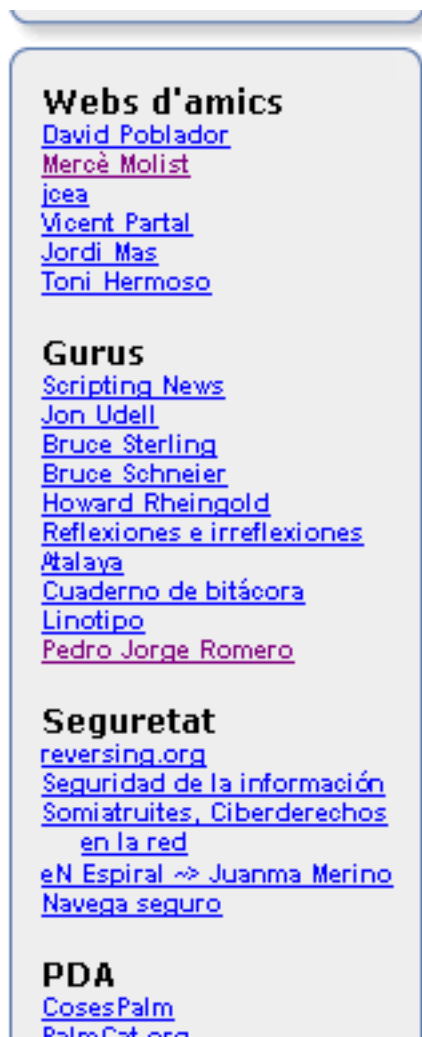 Webs d'amics
David Poblador
Mercè Molist
jcea
Vicent Partal
Jordi Mas
Toni Hermoso
Gurus
Scripting News
Jon Udell
Bruce Sterling
Bruce Schneier
Howard Rheingold
Reflexiones e irreflexiones
Atalaya
Cuaderno de bitácora
Linotipo
Pedro Jorge Romero
Seguretat
reversing.org
Seguridad de la información
Somiatruites, Ciberderechos
en la red
eN Espiral ~> Juanma Merino
Navega seguro
PDA
CosesPalm
PalmCat.org